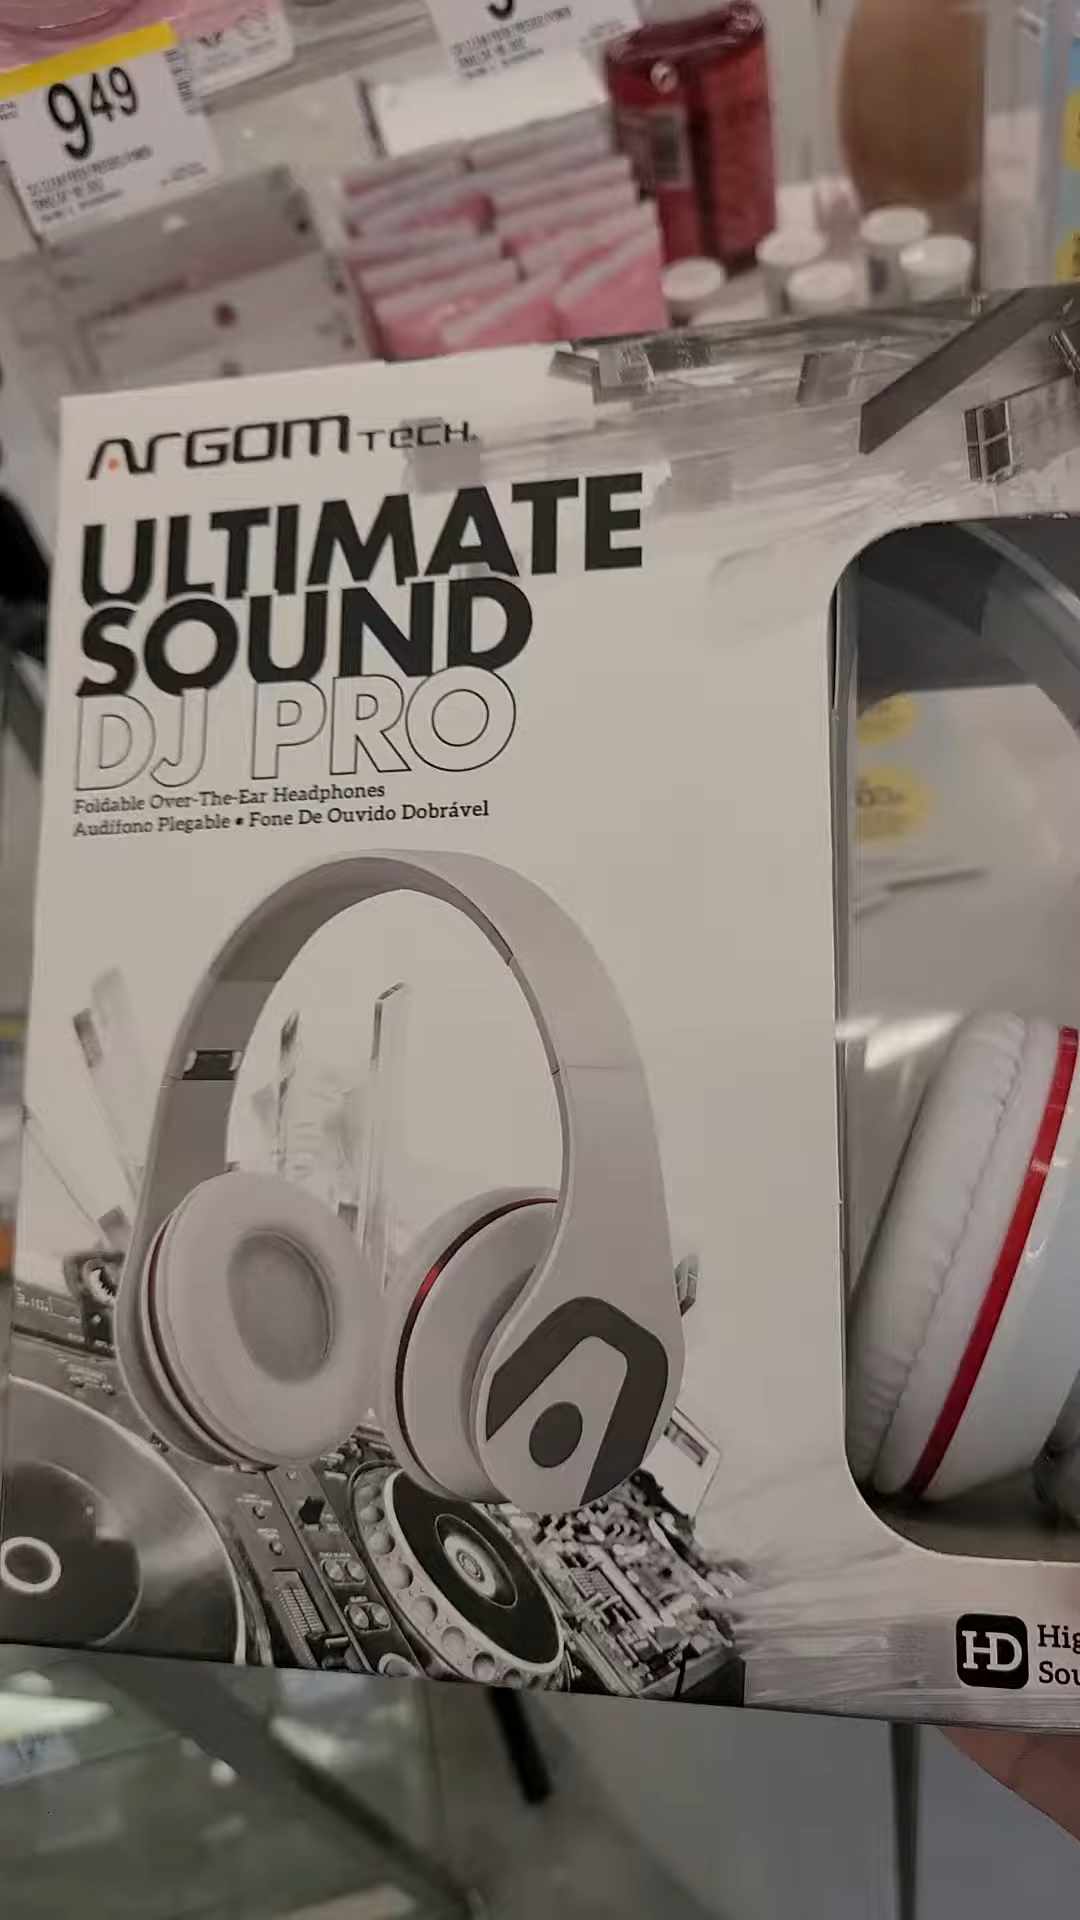 9 49
ARGOM TECH
ULTIMATE
SOUND
DJ PRO
Foldable Over-The-Ear Headphones
Audífono Plegable • Fone De Ouvido Dobrável
HD